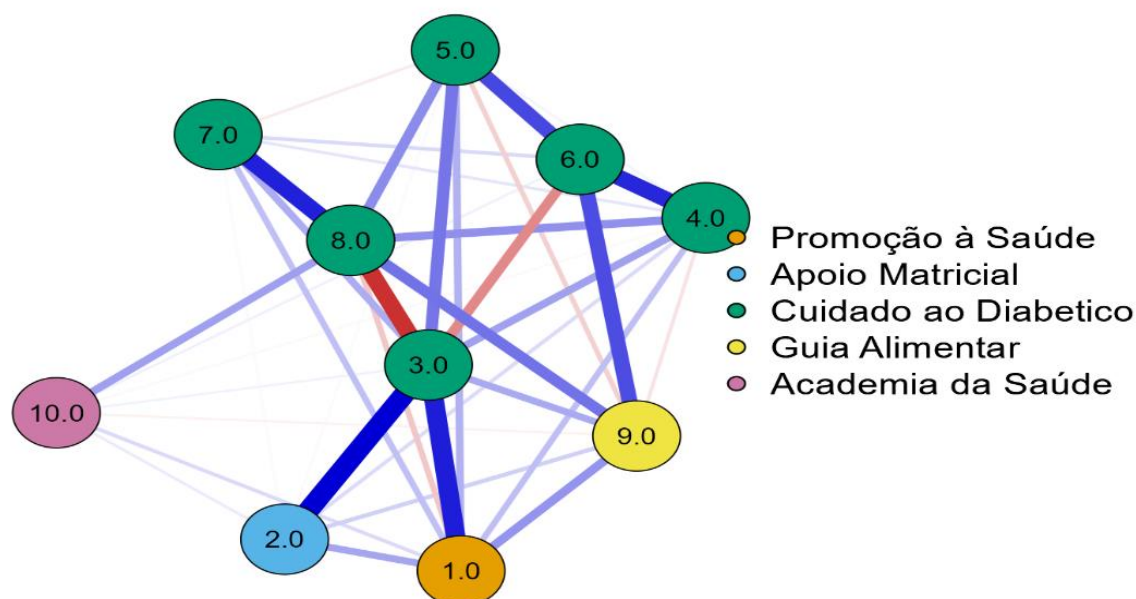 5.0
7.0
6.0
4.0
8.0
3.0
10.0
9.0
2.0
1.0
Promoção à Saúde
Apoio Matricial
Cuidado ao Diabetico
Guia Alimentar
Academia da Saúde